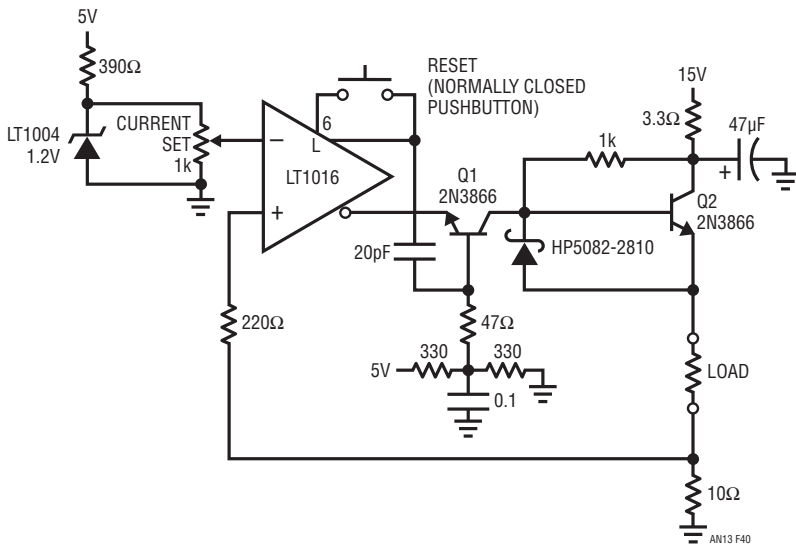 5V
390Ω
LT1004
1.2V
CURRENT
SET
1k
−
+
6
L
LT1016
RESET
(NORMALLY CLOSED
PUSHBUTTON)
20pF
Q1
2N3866
220Ω
47Ω
5V
330
330
0.1
HP5082-2810
1k
15V
3.3Ω
47µF
+
Q2
2N3866
LOAD
10Ω
AN13 F40